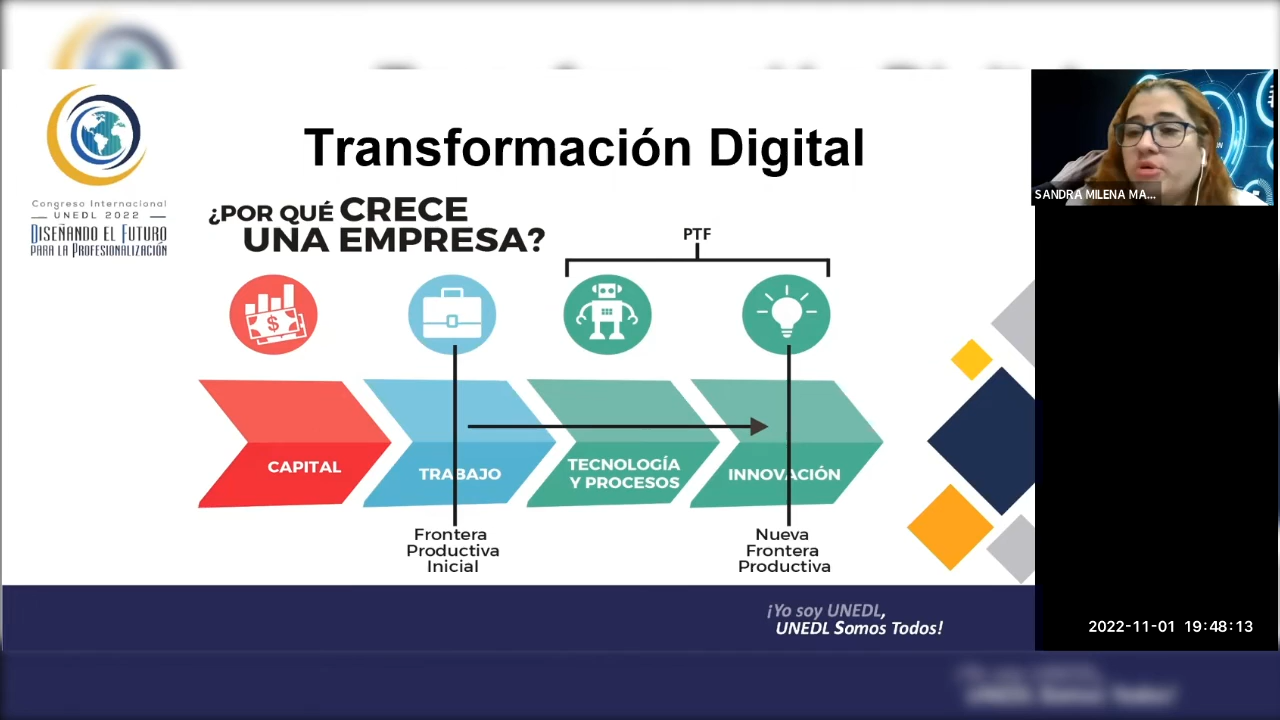 Congreso Internacional
UNEDL 2022
DISEÑANDO EL FUTURO
PARA LA PROFESIONALIZACIÓN
Transformación Digital
¿POR QUÉ CRECE
UNA EMPRESA?
PTF
$
CAPITAL
TRABAJO
TECNOLOGÍA
Y PROCESOS
INNOVACIÓN
Frontera
Productiva
Inicial
Nueva
Frontera
Productiva
¡Yo soy UNEDL,
UNEDL Somos Todos!
SANDRA MILENA MA...
2022-11-01 19:48:13